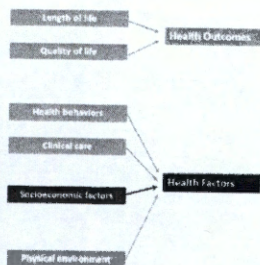 Length of life
Health Outcomes
Quality of life
Health behaviors
Clinical care
Health Factors
Socioeconomic factors
Physical environment